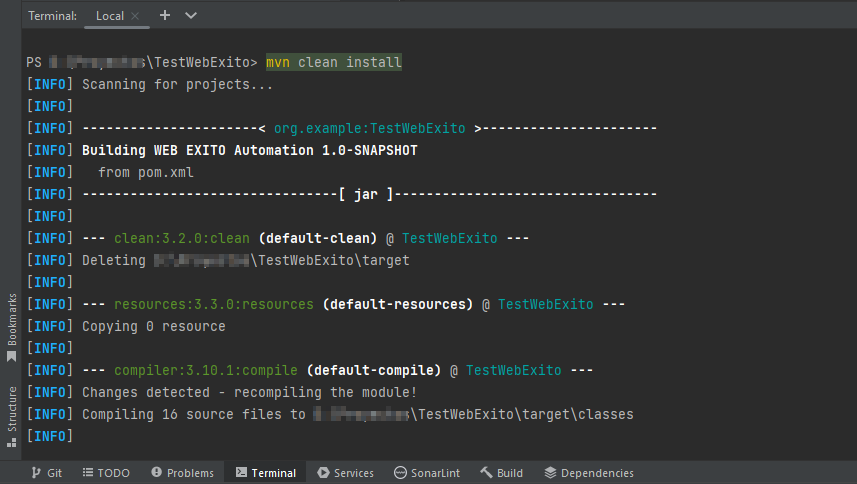 Terminal: Local
PS \TestWebExito> mvn clean install
[INFO] Scanning for projects...
[INFO]
[INFO] ----------------------< org.example:TestWebExito >----------------------
[INFO] Building WEB EXITO Automation 1.0-SNAPSHOT
[INFO]   from pom.xml
[INFO] --------------------------------[ jar ]---------------------------------
[INFO]
[INFO] --- clean:3.2.0:clean (default-clean) @ TestWebExito ---
[INFO] Deleting \TestWebExito\target
[INFO]
[INFO] --- resources:3.3.0:resources (default-resources) @ TestWebExito ---
[INFO] Copying 0 resource
[INFO]
[INFO] --- compiler:3.10.1:compile (default-compile) @ TestWebExito ---
[INFO] Changes detected - recompiling the module!
[INFO] Compiling 16 source files to \TestWebExito\target\classes
[INFO]
Bookmarks
Structure
Git TODO Problems Terminal Services SonarLint Build Dependencies